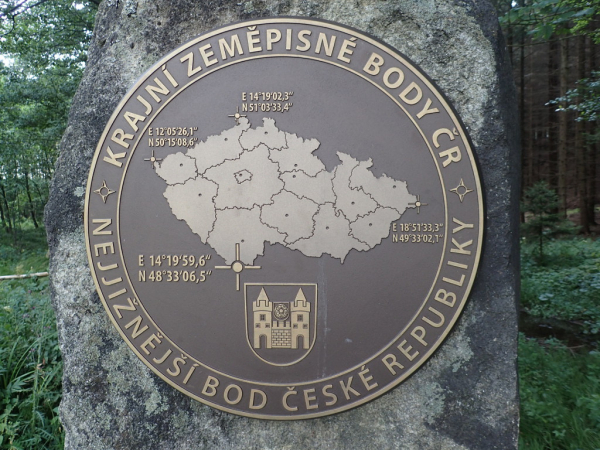 KRAJNÍ ZEMĚPISNÉ BODY ČR
E 14°19'02,3"
N 51°03'33,4"
E 12°05'26,1"
N 50°15'08,6"
E 18°51'33,3"
N 49°33'02,1"
E 14°19'59,6"
N 48°33'06,5"
NEJJIŽNĚJŠÍ BOD ČESKÉ REPUBLIKY